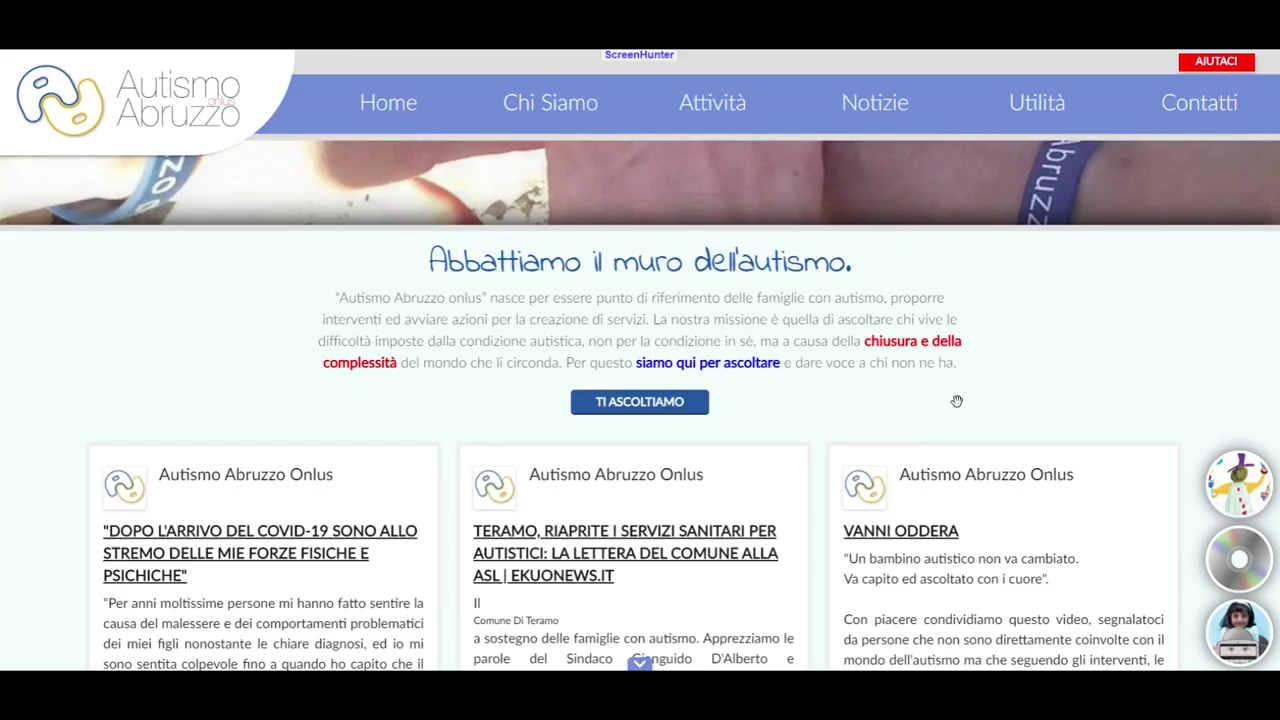 ScreenHunter
AIUTACI
Autismo
onlus
Abruzzo
Home Chi Siamo Attività Notizie Utilità Contatti
Abruzz
Abbattiamo il muro dell'autismo.
“Autismo Abruzzo onlus” nasce per essere punto di riferimento delle famiglie con autismo, proporre
interventi ed avviare azioni per la creazione di servizi. La nostra missione è quella di ascoltare chi vive le
difficoltà imposte dalla condizione autistica, non per la condizione in sè, ma a causa della chiusura e della
complessità del mondo che li circonda. Per questo siamo qui per ascoltare e dare voce a chi non ne ha.
TI ASCOLTIAMO
Autismo Abruzzo Onlus
"DOPO L'ARRIVO DEL COVID-19 SONO ALLO
STREMO DELLE MIE FORZE FISICHE E
PSICHICHE"
“Per anni moltissime persone mi hanno fatto sentire la
causa del malessere e dei comportamenti problematici
dei miei figli nonostante le chiare diagnosi, ed io mi
sono sentita colpevole fino a quando ho capito che il
Autismo Abruzzo Onlus
TERAMO, RIAPRITE I SERVIZI SANITARI PER
AUTISTICI: LA LETTERA DEL COMUNE ALLA
ASL | EKUONEWS.IT
Il
Comune Di Teramo
a sostegno delle famiglie con autismo. Apprezziamo le
parole del Sindaco Gianguido D'Alberto e
Autismo Abruzzo Onlus
VANNI ODDERA
“Un bambino autistico non va cambiato.
Va capito ed ascoltato con i cuore”.
Con piacere condividiamo questo video, segnalatoci
da persone che non sono direttamente coinvolte con il
mondo dell'autismo ma che seguendo gli interventi, le